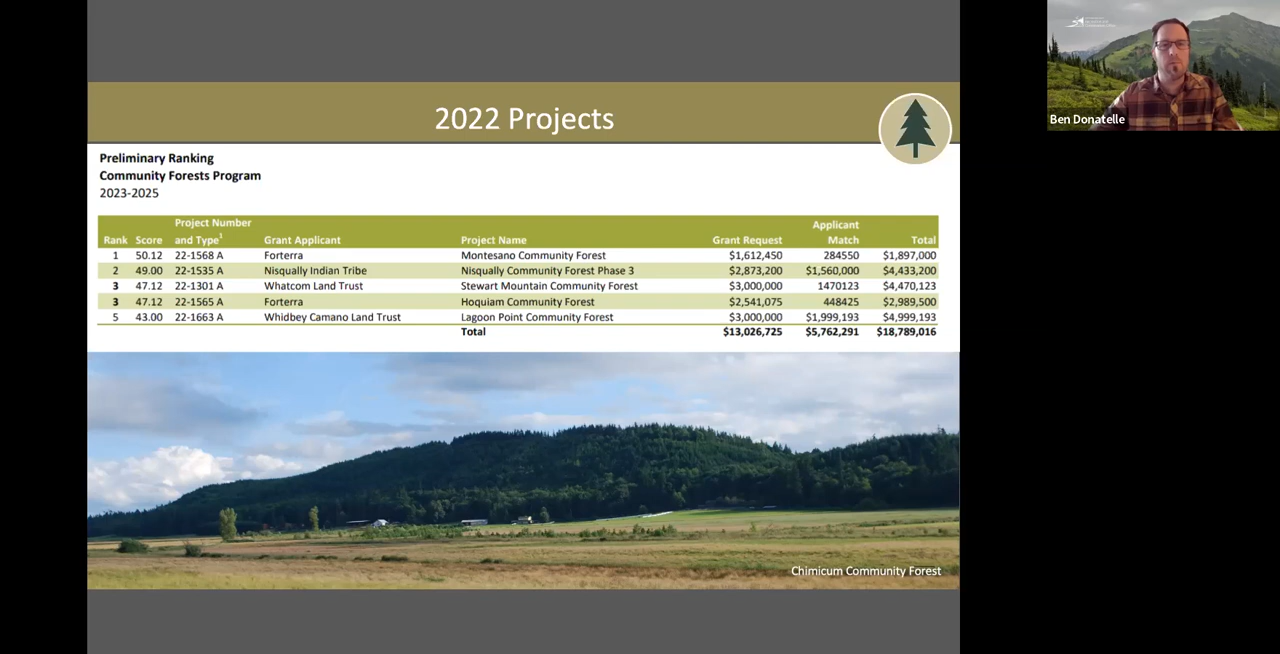 2022 Projects
Preliminary Ranking
Community Forests Program
2023-2025
Rank Score Project Number and Type1 Grant Applicant Project Name Grant Request Applicant Match Total
1 50.12 22-1568 A Forterra Montesano Community Forest $1,612,450 284550 $1,897,000
2 49.00 22-1535 A Nisqually Indian Tribe Nisqually Community Forest Phase 3 $2,873,200 $1,560,000 $4,433,200
3 47.12 22-1301 A Whatcom Land Trust Stewart Mountain Community Forest $3,000,000 1470123 $4,470,123
3 47.12 22-1565 A Forterra Hoquiam Community Forest $2,541,075 448425 $2,989,500
5 43.00 22-1663 A Whidbey Camano Land Trust Lagoon Point Community Forest $3,000,000 $1,999,193 $4,999,193
Total $13,026,725 $5,762,291 $18,789,016
Chimicum Community Forest
Ben Donatelle